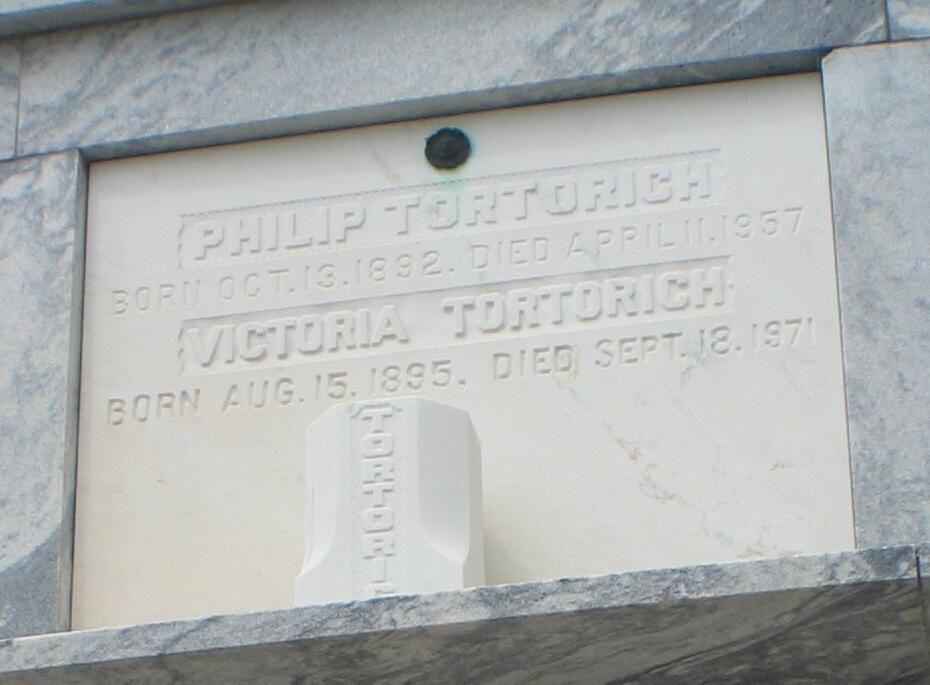 PHILIP TORTORICH
BORN OCT. 13, 1892. DIED APRIL 11, 1957
VICTORIA TORTORICH
BORN AUG. 15, 1895, DIED SEPT. 18, 1971
TORTORIC